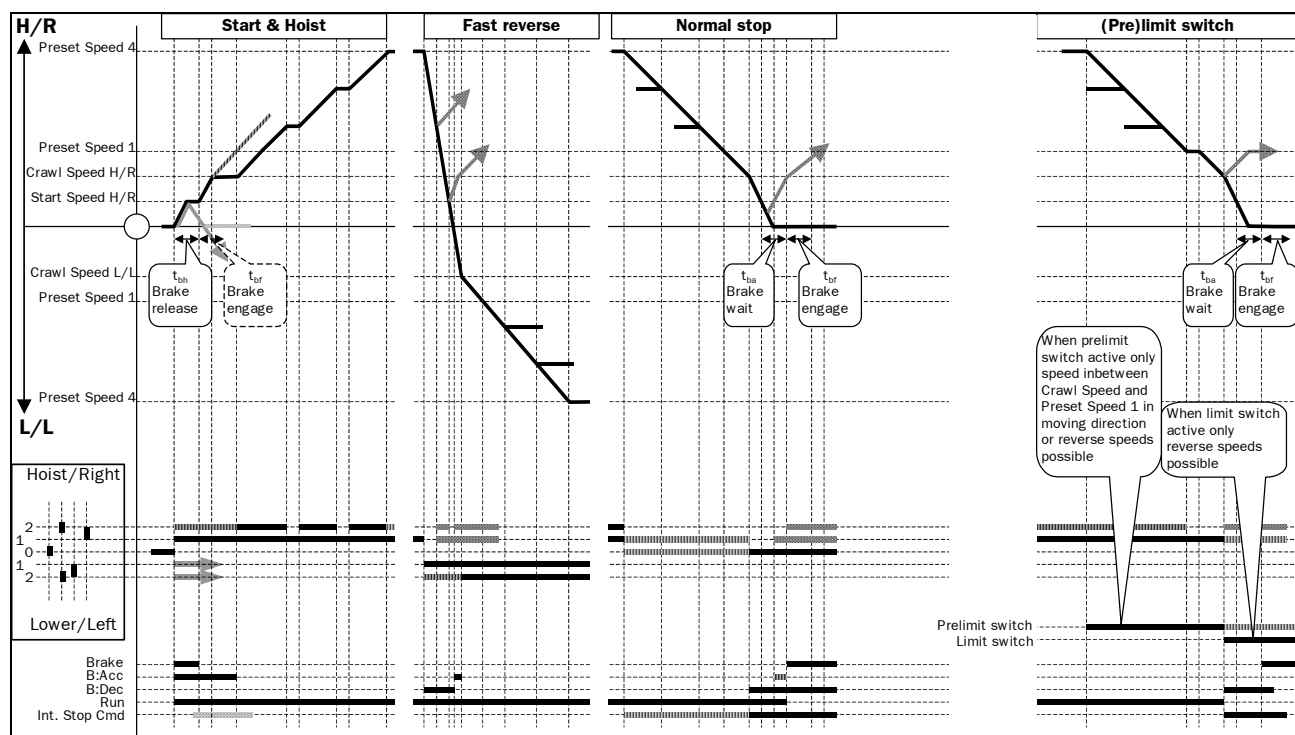 H/R
Start & Hoist
Fast reverse
Normal stop
(Pre)limit switch
Preset Speed 4
Preset Speed 1
Crawl Speed H/R
Start Speed H/R
Crawl Speed L/L
Preset Speed 1
Preset Speed 4
L/L
tbh
Brake
release
tbf
Brake
engage
tba
Brake
wait
tbf
Brake
engage
tba
Brake
wait
tbf
Brake
engage
When prelimit
switch active only
speed inbetween
Crawl Speed and
Preset Speed 1 in
moving direction
or reverse speeds
possible
When limit switch
active only
reverse speeds
possible
Hoist/Right
2
1
0
1
2
Lower/Left
Prelimit switch
Limit switch
Brake
B:Acc
B:Dec
Run
Int. Stop Cmd